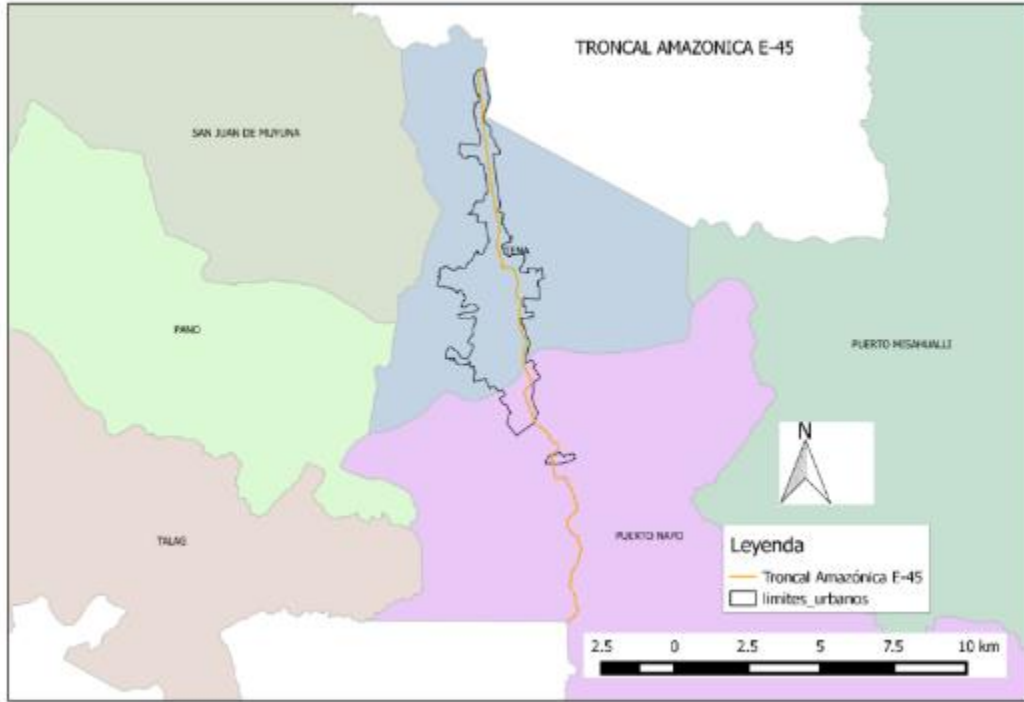 TRONCAL AMAZONICA E-45
SAN JUAN DE MUYUNA
TENA
PANO
PUERTO MISAHUALLI
N
TALAG
PUERTO NAPO
Leyenda
Troncal Amazónica E-45
limites_urbanos
2.5 0 2.5 5 7.5 10 km